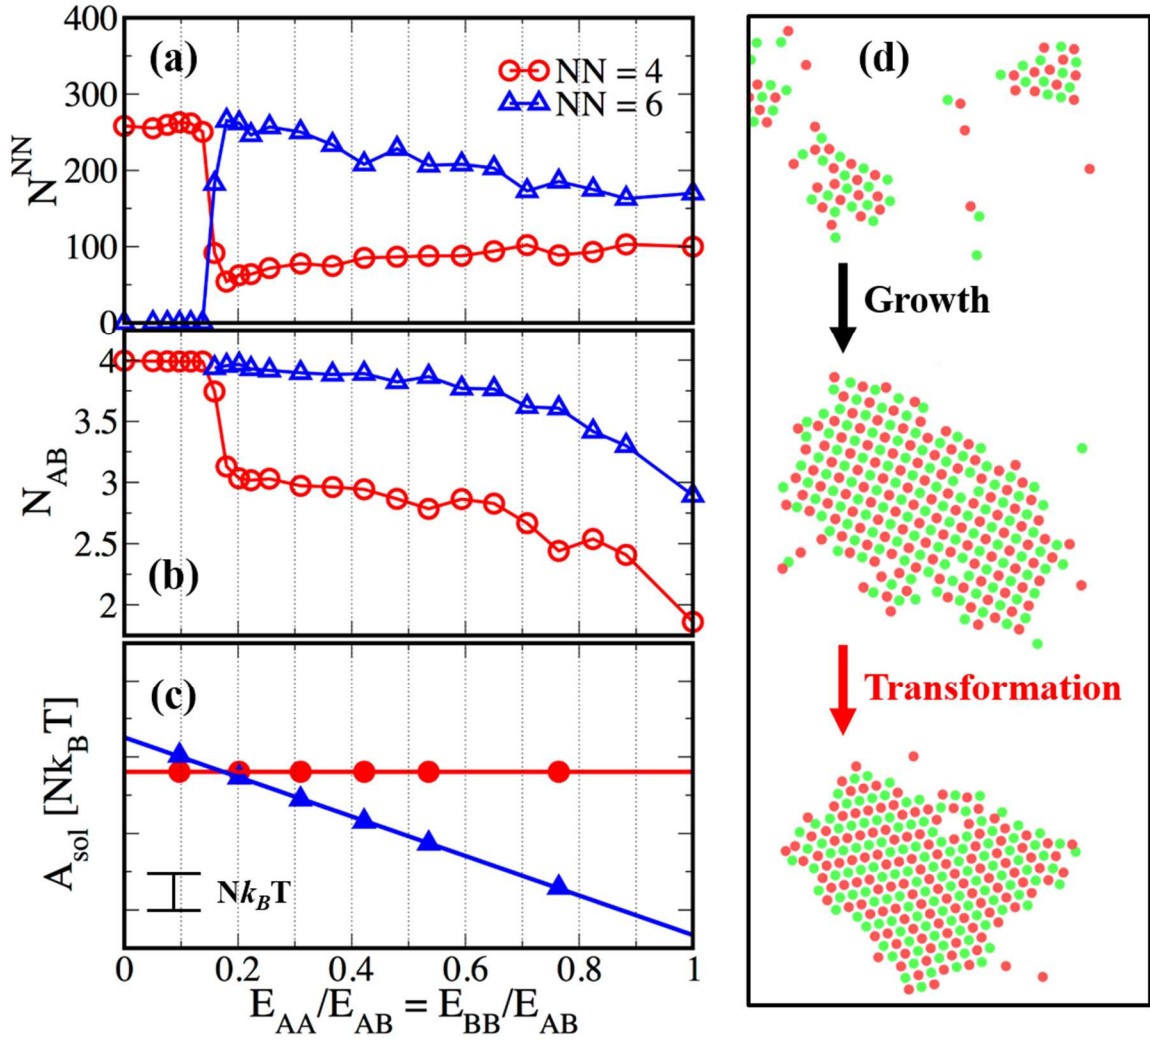 400
(a)
NN = 4
NN = 6
300
200
100
0
N^NN
4
3.5
3
2.5
2
N_AB
(b)
(c)
A_sol [Nk_BT]
Nk_BT
0
0.2
0.4
0.6
0.8
1
E_AA/E_AB = E_BB/E_AB
(d)
Growth
Transformation